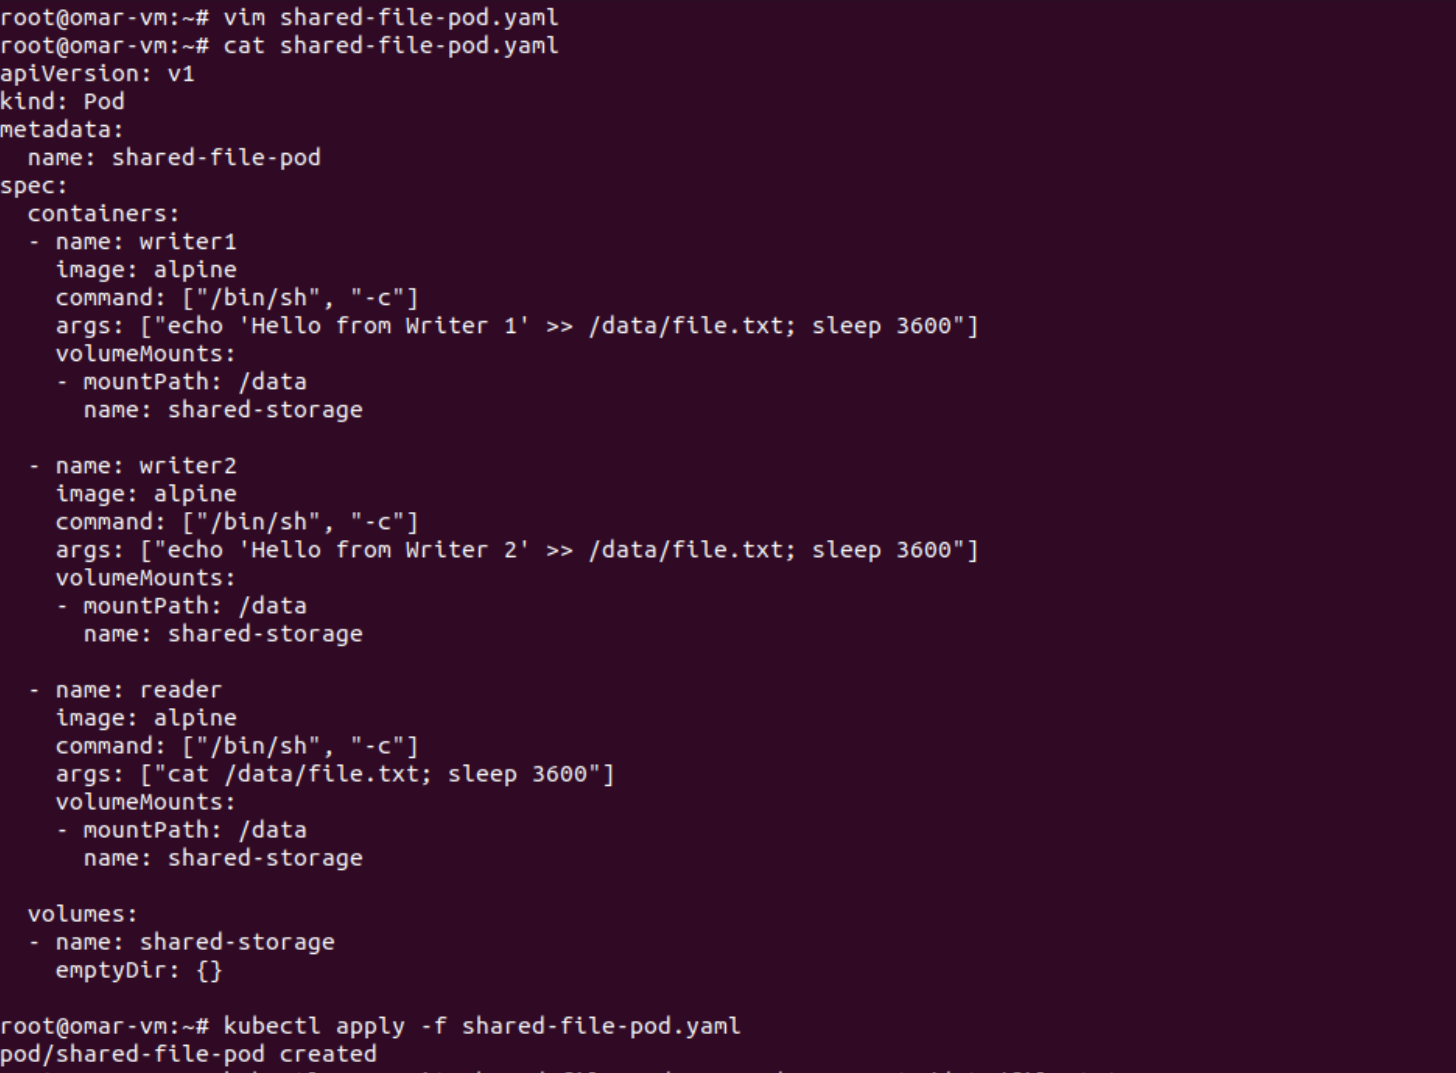 root@omar-vm:~# vim shared-file-pod.yaml
root@omar-vm:~# cat shared-file-pod.yaml
apiVersion: v1
kind: Pod
metadata:
  name: shared-file-pod
spec:
  containers:
  - name: writer1
    image: alpine
    command: ["/bin/sh", "-c"]
    args: ["echo 'Hello from Writer 1' >> /data/file.txt; sleep 3600"]
    volumeMounts:
    - mountPath: /data
      name: shared-storage

  - name: writer2
    image: alpine
    command: ["/bin/sh", "-c"]
    args: ["echo 'Hello from Writer 2' >> /data/file.txt; sleep 3600"]
    volumeMounts:
    - mountPath: /data
      name: shared-storage

  - name: reader
    image: alpine
    command: ["/bin/sh", "-c"]
    args: ["cat /data/file.txt; sleep 3600"]
    volumeMounts:
    - mountPath: /data
      name: shared-storage

  volumes:
  - name: shared-storage
    emptyDir: {}

root@omar-vm:~# kubectl apply -f shared-file-pod.yaml
pod/shared-file-pod created